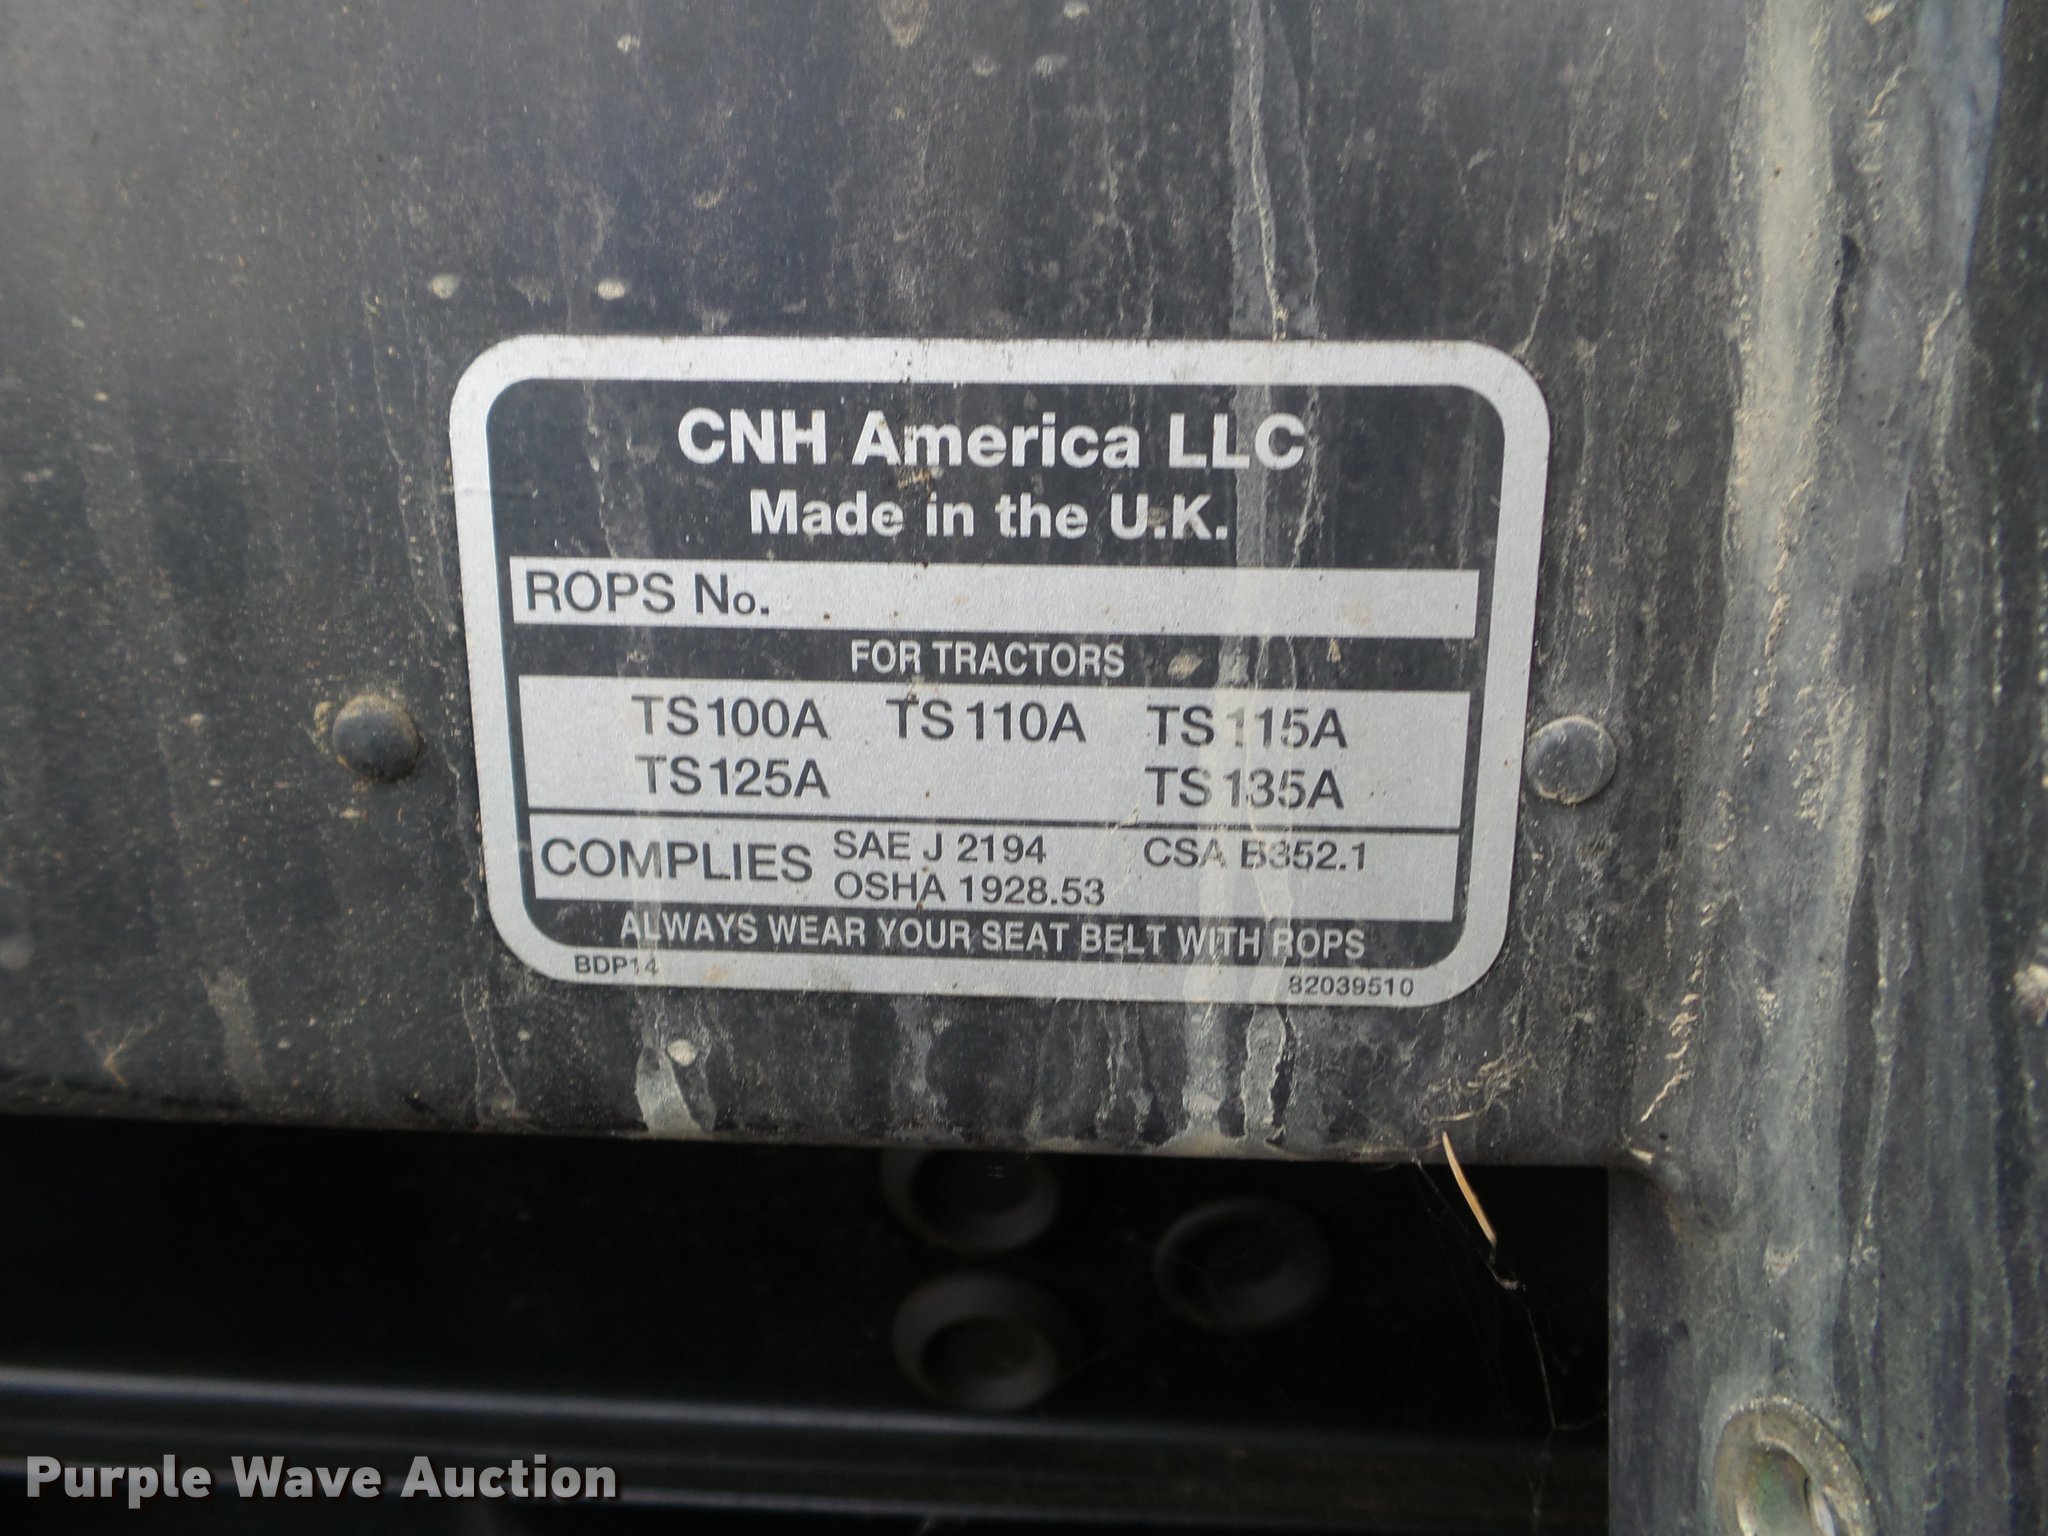 CNH America LLC
Made in the U.K.
ROPS No.
FOR TRACTORS
TS100A TS110A TS115A
TS125A TS135A
COMPLIES SAE J 2194 CSA B352.1
OSHA 1928.53
ALWAYS WEAR YOUR SEAT BELT WITH ROPS
BDP14 82039510
Purple Wave Auction